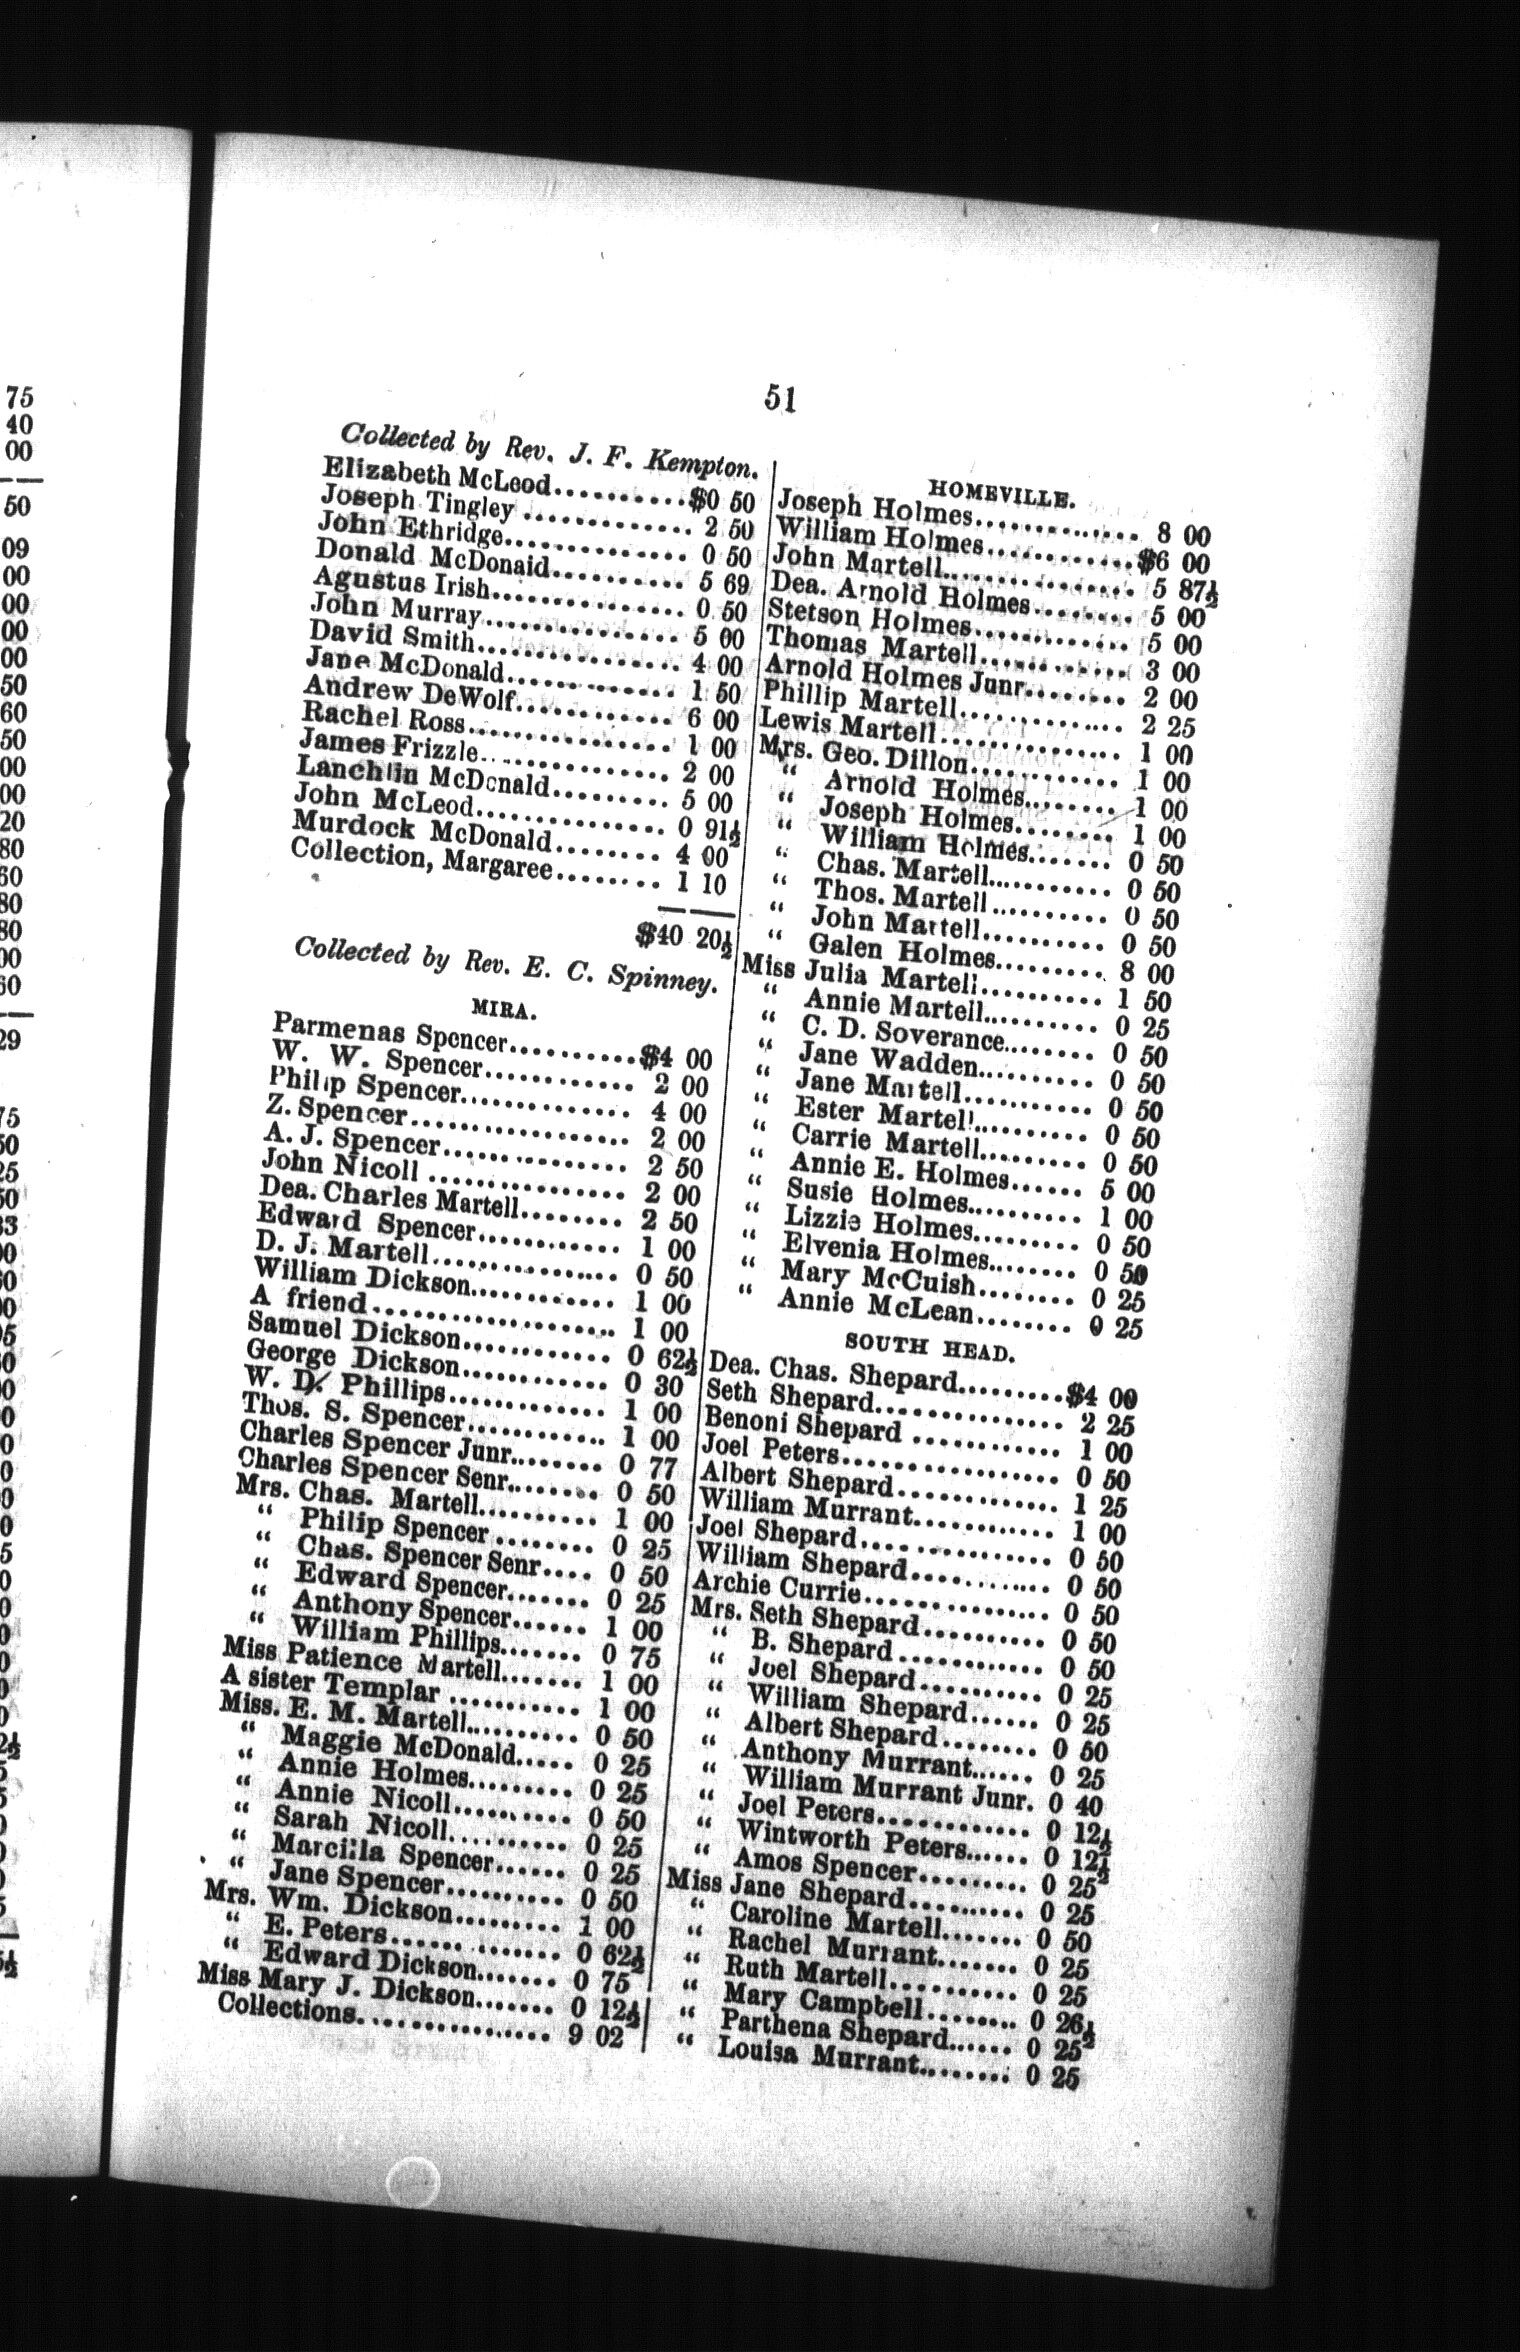 75
40
00
50
09
00
00
00
00
50
60
50
00
00
20
80
60
80
80
00
60
29
51
Collected by Rev. J. F. Kempton.
Elizabeth McLeod..........$0 50
Joseph Tingley ............. 2 50
John Ethridge.............. 0 50
Donald McDonald.......... 5 69
Agustus Irish............... 0 50
John Murray............... 5 00
David Smith............... 4 00
Jane McDonald............. 1 50
Andrew DeWolf............ 6 00
Rachel Ross................ 1 00
James Frizzle.............. 2 00
Lanchlin McDonald......... 5 00
John McLeod.............. 0 91½
Murdock McDonald........ 4 00
Collection, Margaree........ 1 10
$40 20½
Collected by Rev. E. C. Spinney.
MIRA.
Parmenas Spencer..........$4 00
W. W. Spencer............ 2 00
Philip Spencer.............. 4 00
Z. Spencer.................. 2 00
A. J. Spencer............... 2 50
John Nicoll ................ 2 00
Dea. Charles Martell........ 2 50
Edward Spencer............ 1 00
D. J. Martell............... 0 50
William Dickson............ 1 00
A friend................... 1 00
Samuel Dickson............ 0 62½
George Dickson............ 0 30
W. D. Phillips............. 1 00
Thos. S. Spencer............ 1 00
Charles Spencer Junr........ 0 77
Charles Spencer Senr........ 0 50
Mrs. Chas. Martell.......... 1 00
“ Philip Spencer......... 0 25
“ Chas. Spencer Senr.... 0 50
“ Edward Spencer....... 0 25
“ Anthony Spencer...... 1 00
“ William Phillips....... 0 75
Miss Patience Martell....... 1 00
A sister Templar ........... 1 00
Miss. E. M. Martell.......... 0 50
“ Maggie McDonald..... 0 25
“ Annie Holmes......... 0 25
“ Annie Nicoll.......... 0 50
“ Sarah Nicoll.......... 0 25
“ Marcilla Spencer...... 0 25
“ Jane Spencer.......... 0 50
Mrs. Wm. Dickson......... 1 00
“ E. Peters............. 0 62½
“ Edward Dickson....... 0 75
Miss Mary J. Dickson....... 0 12½
Collections................. 9 02
HOMEVILLE.
Joseph Holmes.............. 8 00
William Holmes............$6 00
John Martell............... 5 87½
Dea. Arnold Holmes........ 5 00
Stetson Holmes............. 5 00
Thomas Martell............ 3 00
Arnold Holmes Junr........ 2 00
Phillip Martell.............. 2 25
Lewis Martell............... 1 00
Mrs. Geo. Dillon............ 1 00
“ Arnold Holmes........ 1 00
“ Joseph Holmes........ 1 00
“ William Holmes....... 0 50
“ Chas. Martell........... 0 50
“ Thos. Martell.......... 0 50
“ John Martell.......... 0 50
“ Galen Holmes......... 8 00
Miss Julia Martell.......... 1 50
“ Annie Martell.......... 0 25
“ C. D. Soverance........ 0 50
“ Jane Wadden.......... 0 50
“ Jane Martell........... 0 50
“ Ester Martell.......... 0 50
“ Carrie Martell......... 0 50
“ Annie E. Holmes...... 5 00
“ Susie Holmes.......... 1 00
“ Lizzie Holmes......... 0 50
“ Elvenia Holmes........ 0 50
“ Mary McCuish........ 0 25
“ Annie McLean........ 0 25
SOUTH HEAD.
Dea. Chas. Shepard.........$4 00
Seth Shepard............... 2 25
Benoni Shepard ............ 1 00
Joel Peters................. 0 50
Albert Shepard............. 1 25
William Murrant............ 1 00
Joel Shepard............... 0 50
William Shepard........... 0 50
Archie Currie.............. 0 50
Mrs. Seth Shepard.......... 0 50
“ B. Shepard............ 0 50
“ Joel Shepard.......... 0 25
“ William Shepard...... 0 25
“ Albert Shepard........ 0 50
“ Anthony Murrant...... 0 25
“ William Murrant Junr. 0 40
“ Joel Peters............ 0 12½
“ Wintworth Peters...... 0 12½
“ Amos Spencer......... 0 25
Miss Jane Shepard.......... 0 25
“ Caroline Martell....... 0 50
“ Rachel Murrant....... 0 25
“ Ruth Martell.......... 0 25
“ Mary Campbell........ 0 26½
“ Parthena Shepard...... 0 25
“ Louisa Murrant........ 0 25